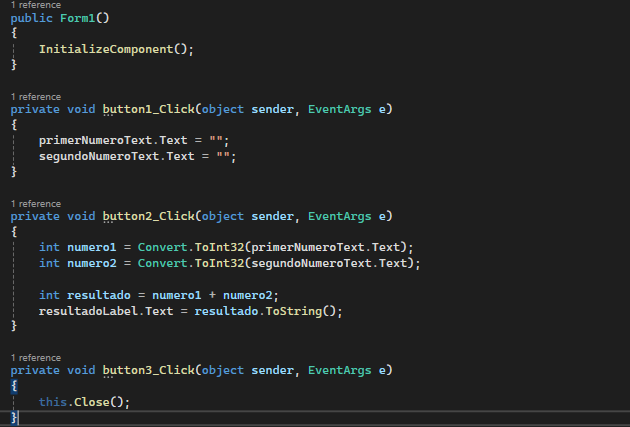 1 reference
public Form1()
{
    InitializeComponent();
}
1 reference
private void button1_Click(object sender, EventArgs e)
{
    primerNumeroText.Text = "";
    segundoNumeroText.Text = "";
}
1 reference
private void button2_Click(object sender, EventArgs e)
{
    int numero1 = Convert.ToInt32(primerNumeroText.Text);
    int numero2 = Convert.ToInt32(segundoNumeroText.Text);
    int resultado = numero1 + numero2;
    resultadoLabel.Text = resultado.ToString();
}
1 reference
private void button3_Click(object sender, EventArgs e)
{
    this.Close();
}